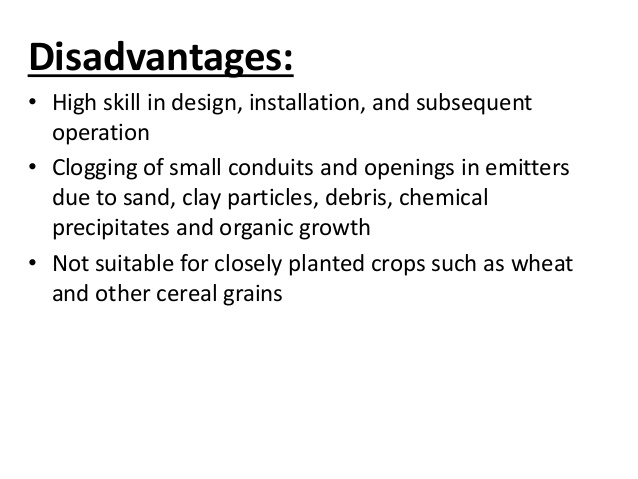 Disadvantages:
• High skill in design, installation, and subsequent
operation
• Clogging of small conduits and openings in emitters
due to sand, clay particles, debris, chemical
precipitates and organic growth
• Not suitable for closely planted crops such as wheat
and other cereal grains